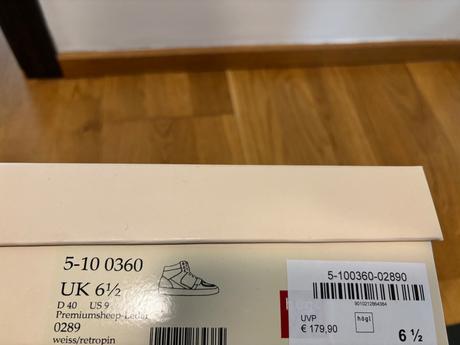 5-10 0360
UK 6½
D 40 US 9
Premiumsheep-Leder
0289
weiss/retropin
5-100360-02890
9010212864364
UVP
€ 179,90
högl
6 ½